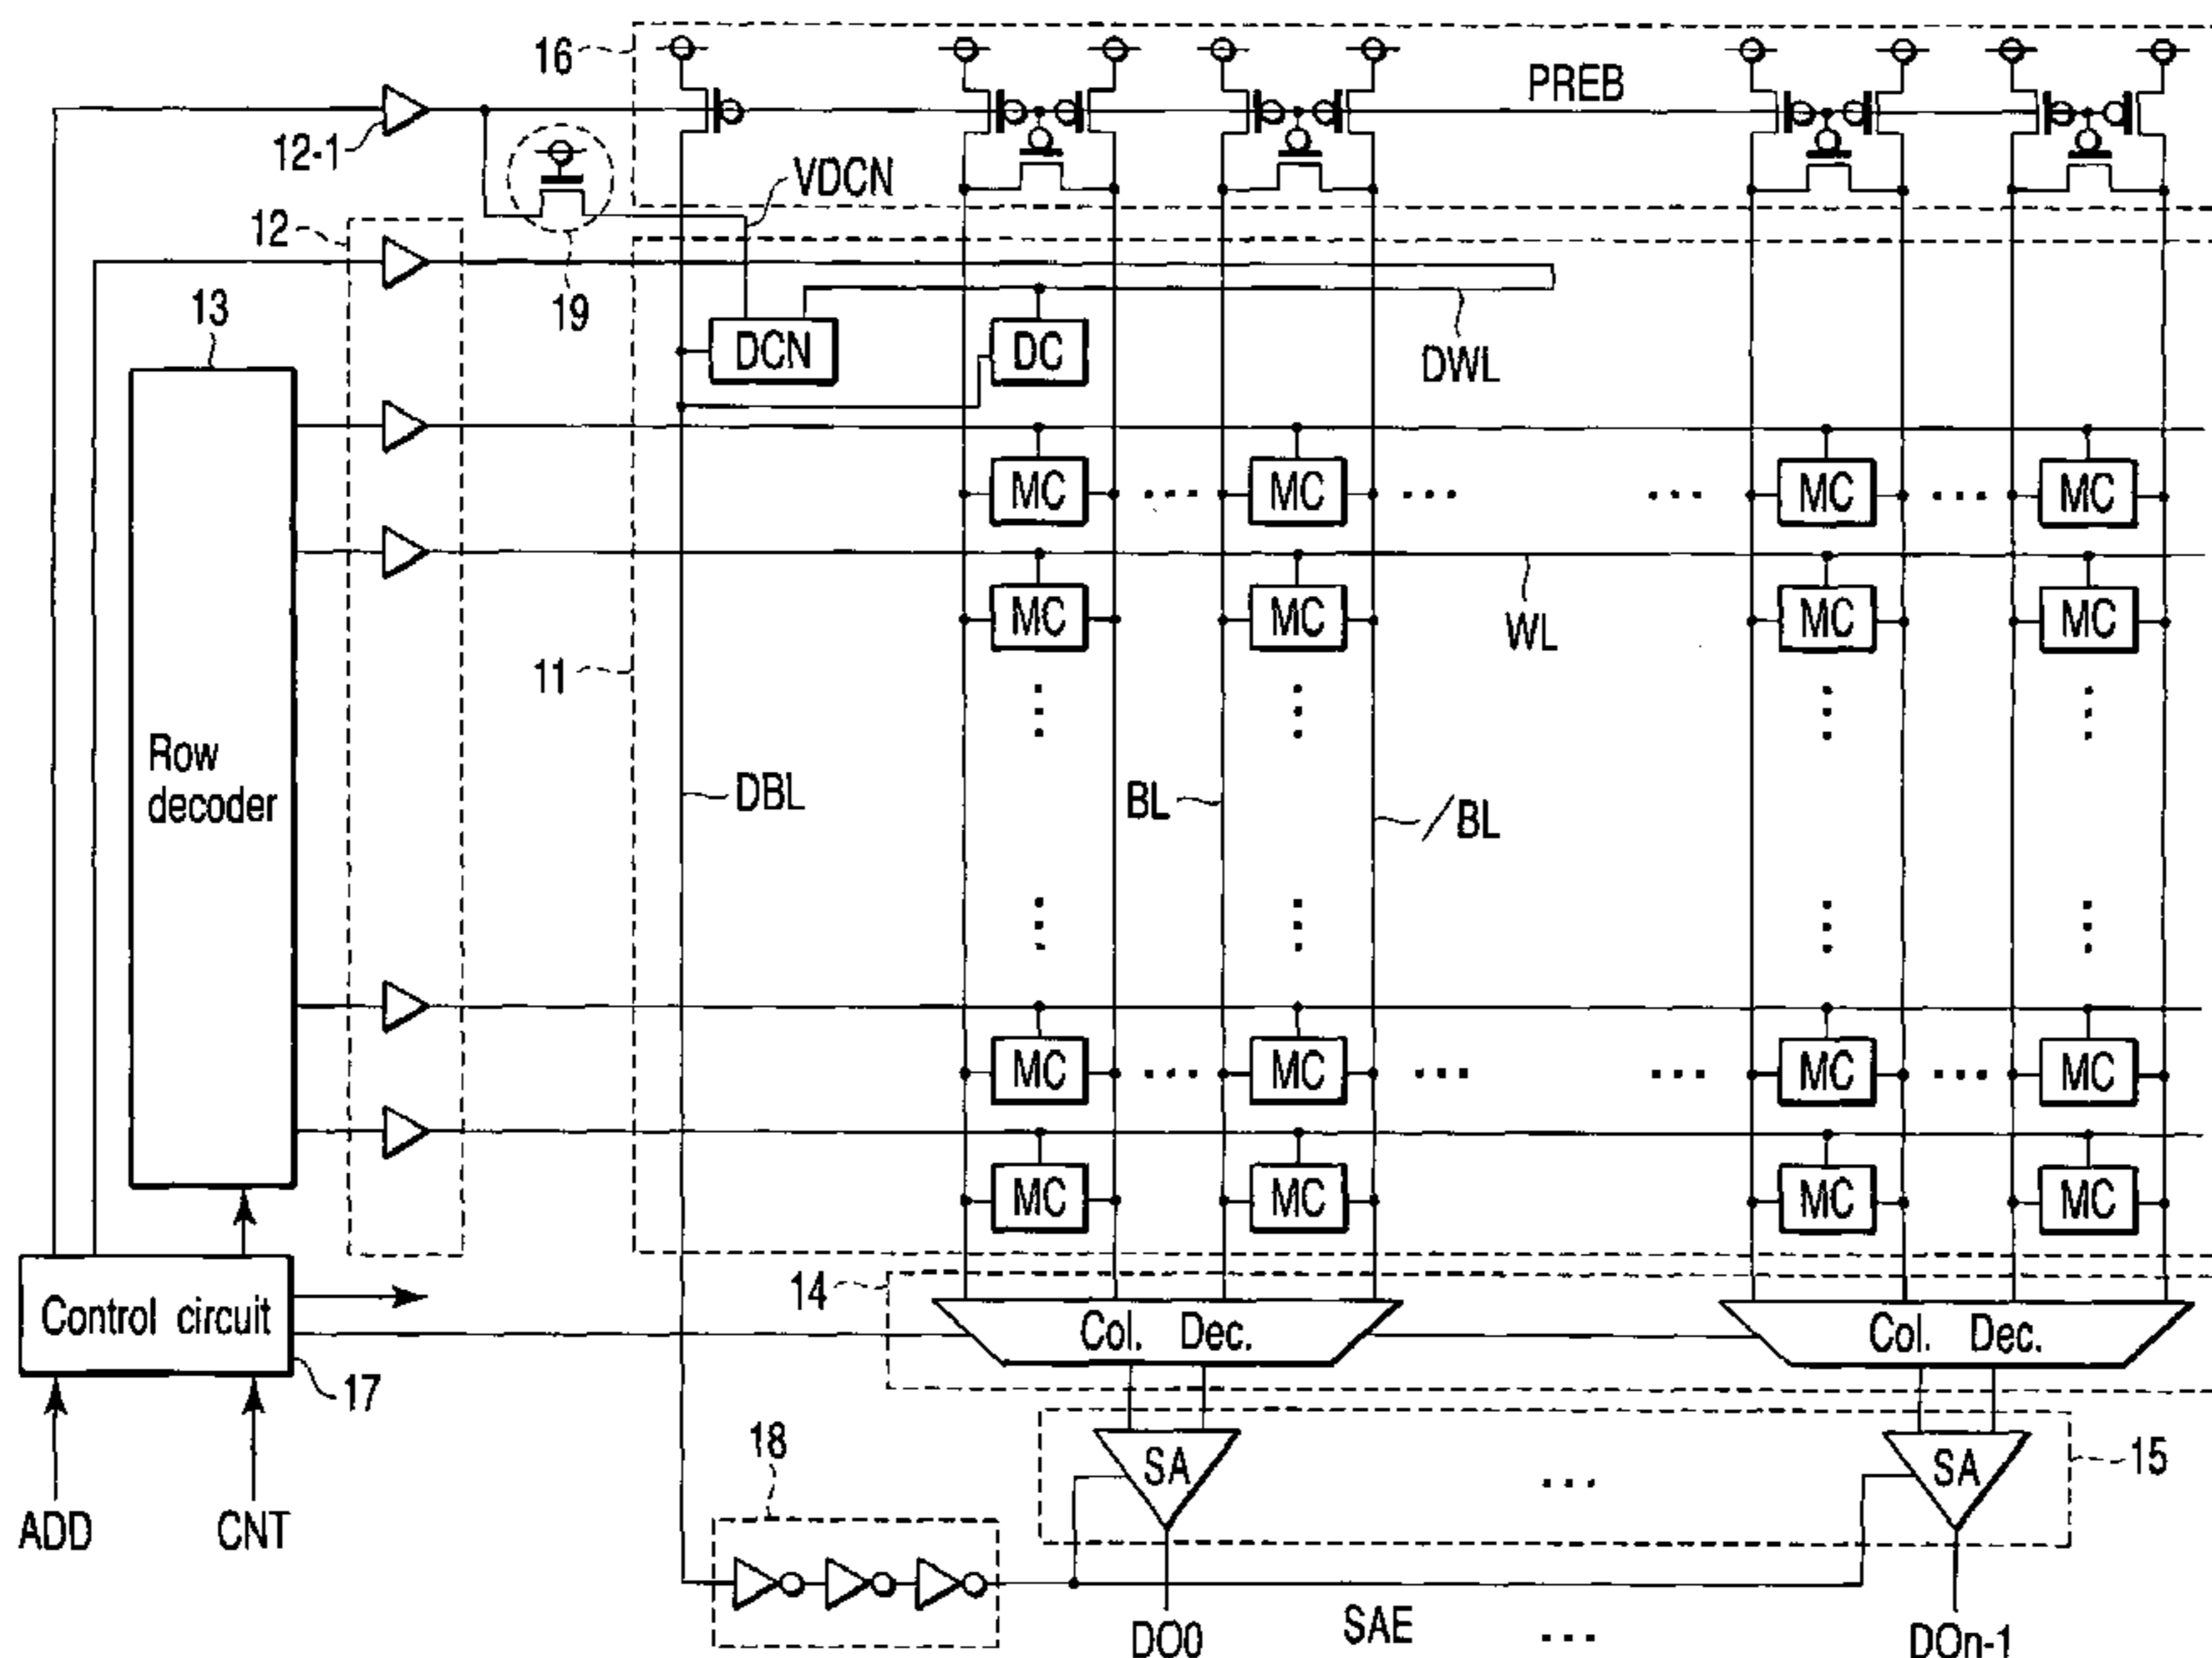 16
PREB
12-1
VDCN
12
19
13
DCN
DC
DWL
MC ... MC ... ... MC ... MC
MC MC MC MC
WL
11
Row
decoder
DBL
BL
/BL
MC ... MC ... ... MC ... MC
MC MC MC MC
14
Control circuit
Col. Dec.
Col. Dec.
17
18
SA
...
SA
15
ADD
CNT
DO0
SAE
...
DOn-1